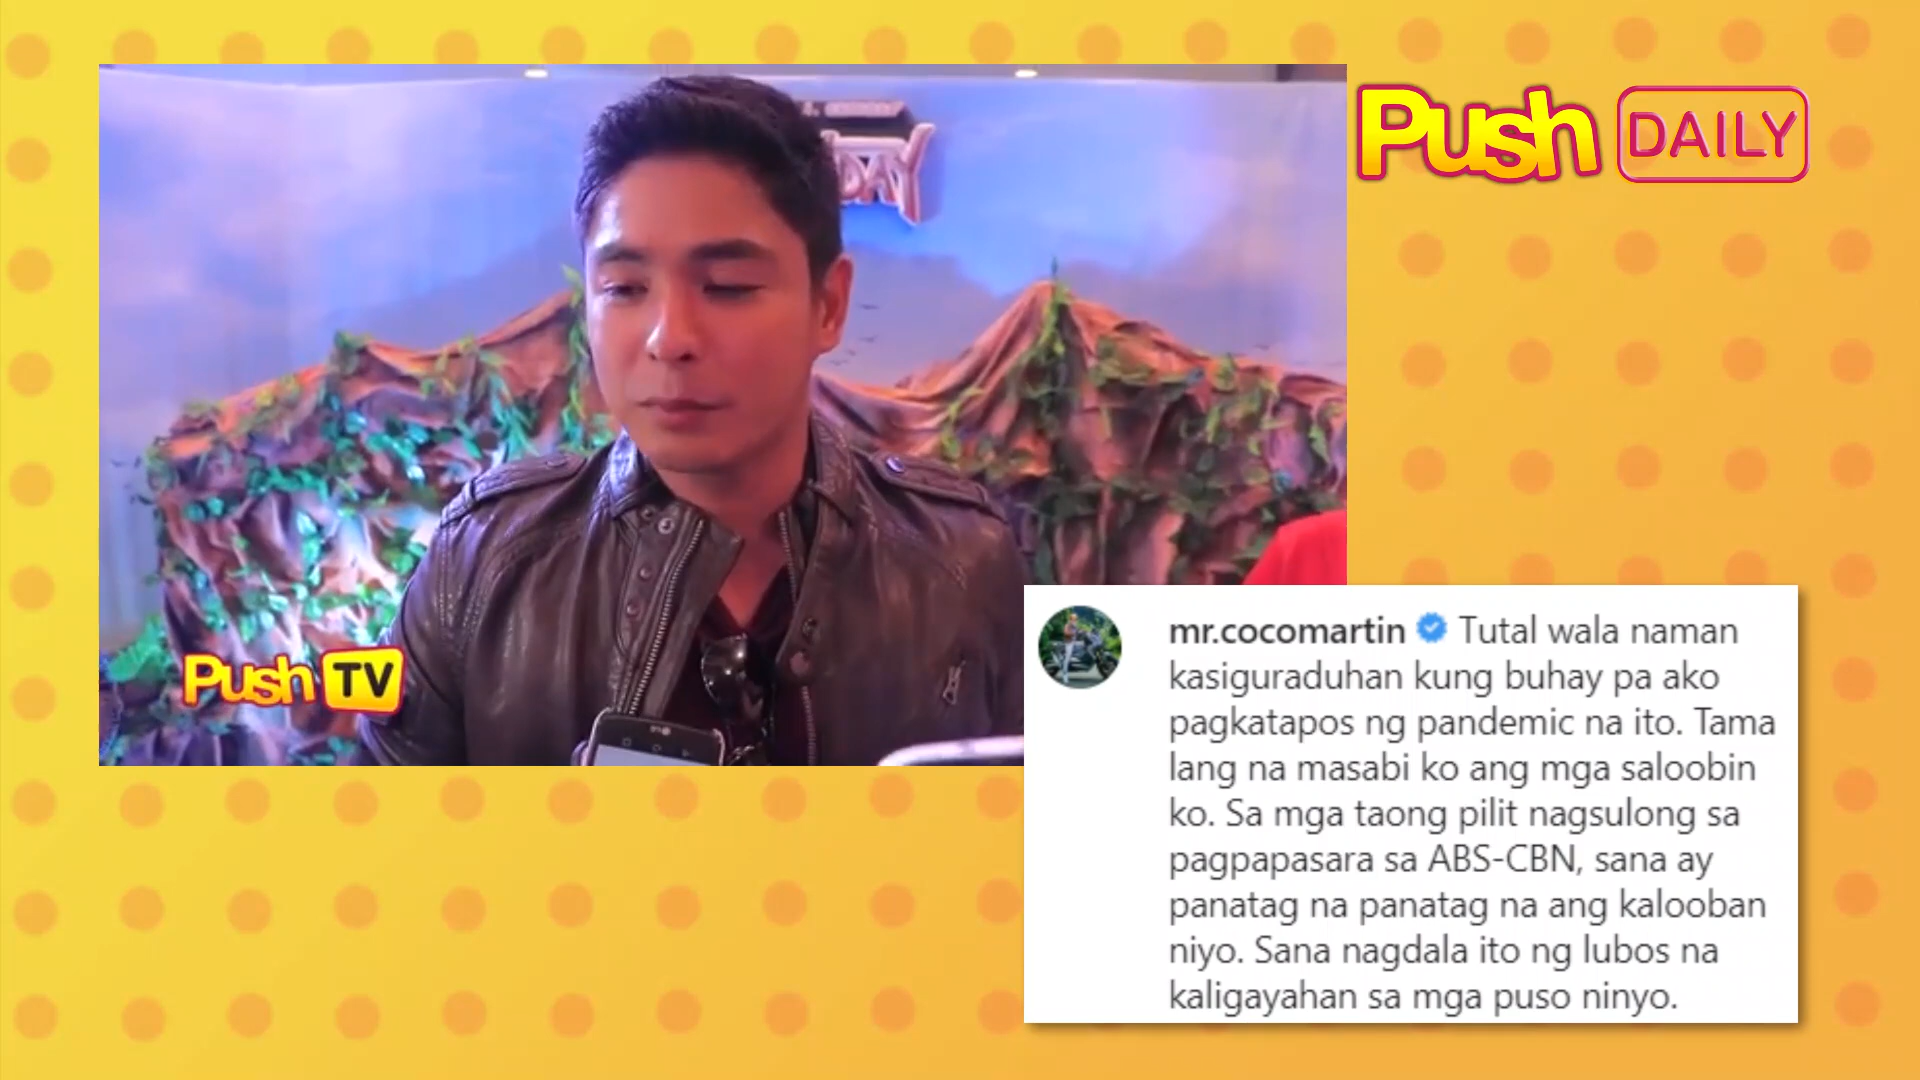 Push DAILY
DAY
Push TV
mr.cocomartin Tutal wala naman
kasiguraduhan kung buhay pa ako
pagkatapos ng pandemic na ito. Tama
lang na masabi ko ang mga saloobin
ko. Sa mga taong pilit nagsulong sa
pagpapasara sa ABS-CBN, sana ay
panatag na panatag na ang kalooban
niyo. Sana nagdala ito ng lubos na
kaligayahan sa mga puso ninyo.